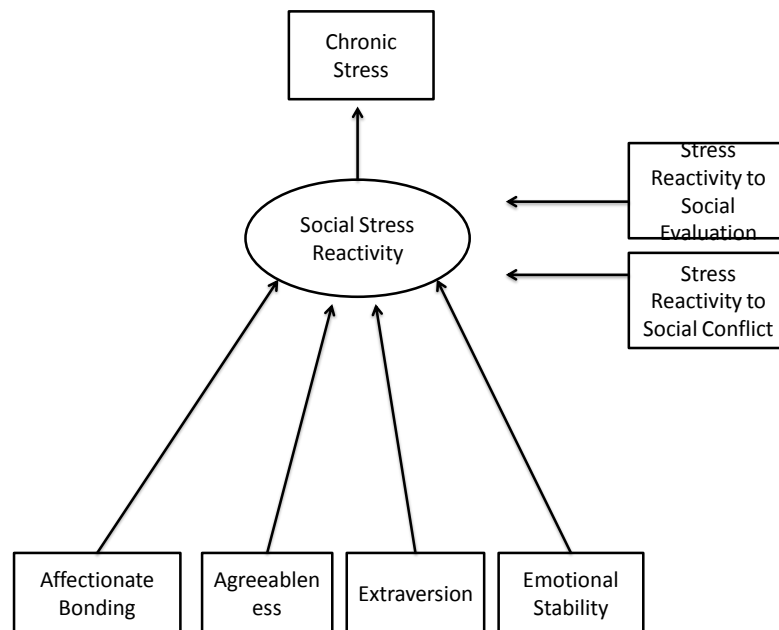 Chronic
Stress
Stress
Reactivity to
Social
Evaluation
Social Stress
Reactivity
Stress
Reactivity to
Social Conflict
Affectionate
Bonding
Agreeablen
ess
Extraversion
Emotional
Stability